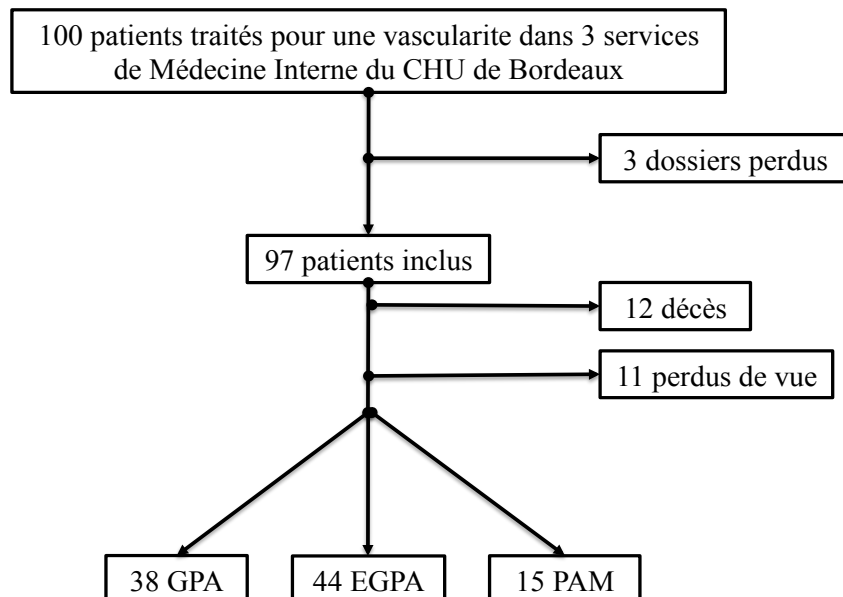 100 patients traités pour une vascularite dans 3 services
de Médecine Interne du CHU de Bordeaux
3 dossiers perdus
97 patients inclus
12 décès
11 perdus de vue
38 GPA
44 EGPA
15 PAM